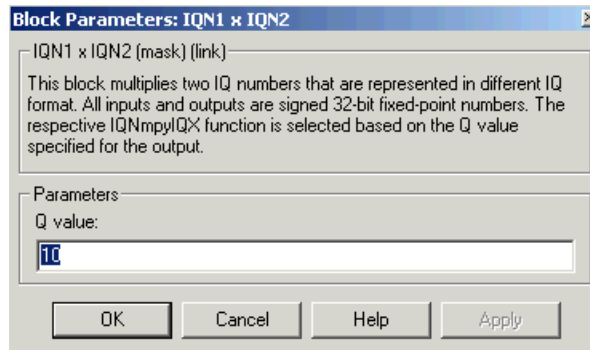 Block Parameters: IQN1 x IQN2
IQN1 x IQN2 (mask) (link)
This block multiplies two IQ numbers that are represented in different IQ
format. All inputs and outputs are signed 32-bit fixed-point numbers. The
respective IQNmpyIQX function is selected based on the Q value
specified for the output.
Parameters
Q value:
10
OK Cancel Help Apply